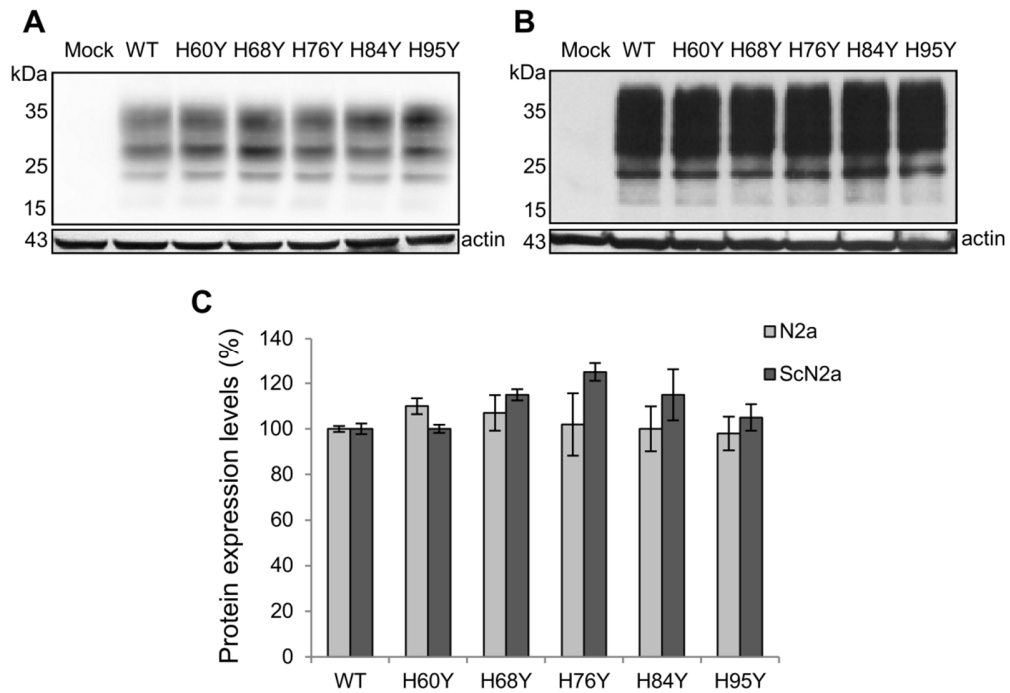 A
Mock WT H60Y H68Y H76Y H84Y H95Y
kDa
35
25
15
43
actin
B
Mock WT H60Y H68Y H76Y H84Y H95Y
kDa
35
25
15
43
actin
C
Protein expression levels (%)
140
120
100
80
60
40
20
0
WT H60Y H68Y H76Y H84Y H95Y
N2a
ScN2a